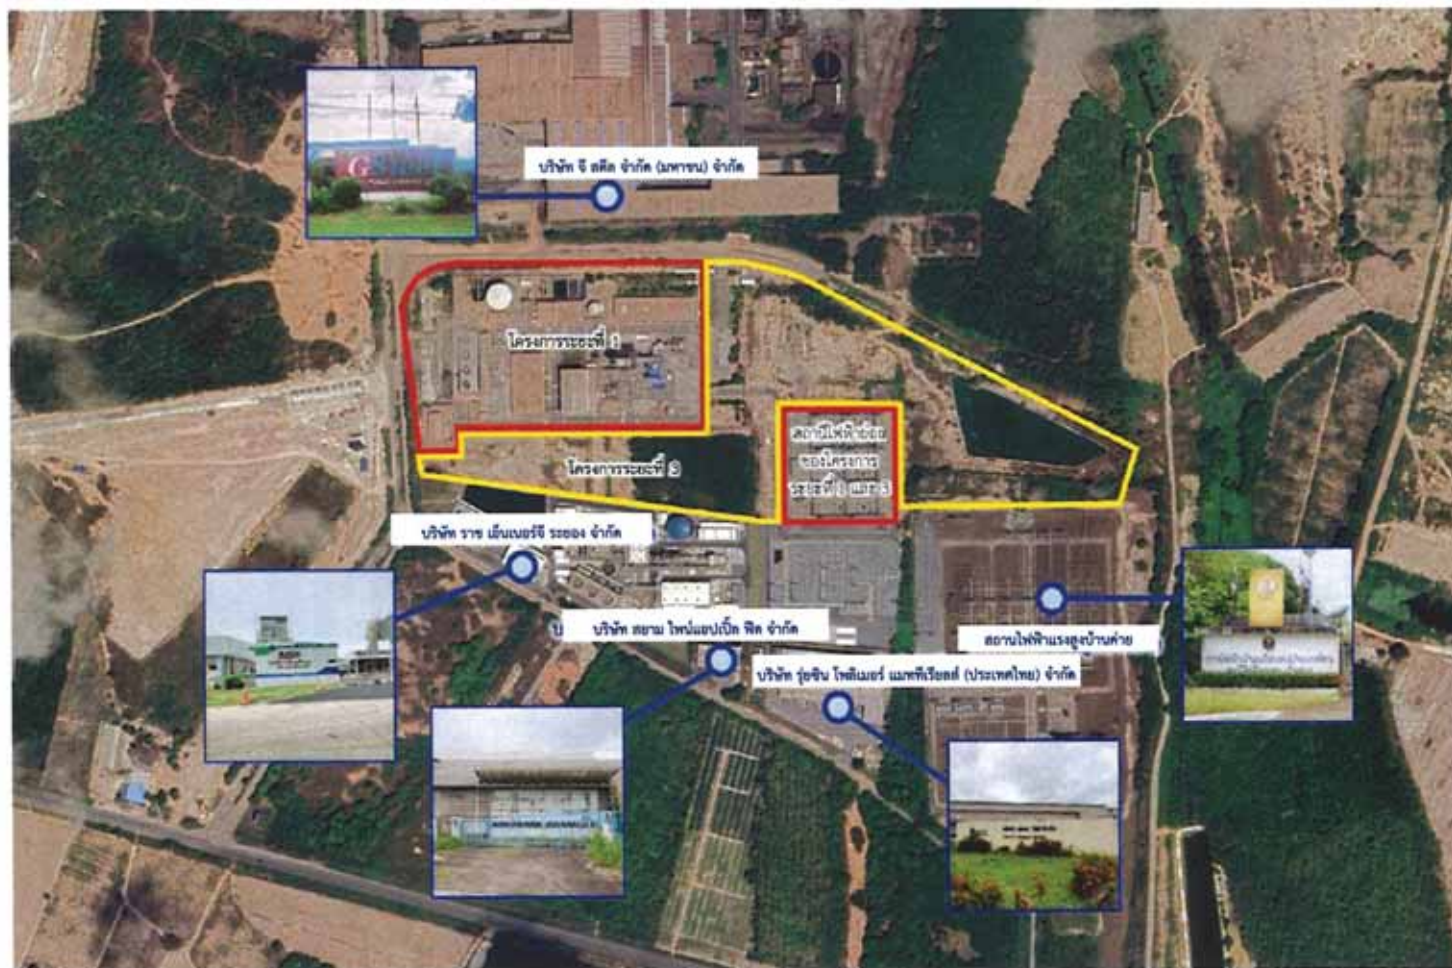 บริษัท จี สตีล จำกัด (มหาชน) จำกัด
โครงการระยะที่ 1
สถานีไฟฟ้าย่อย
ของโครงการ
ระยะที่ 1 และ 3
โครงการระยะที่ 3
บริษัท ราช เอ็นเนอร์จี ระยอง จำกัด
บริษัท สยาม ไพน์แอปเปิ้ล ฟีด จำกัด
สถานไฟฟ้าแรงสูงบ้านค่าย
บริษัท รุ่ยชิน โพลิเมอร์ แมททีเรียลส์ (ประเทศไทย) จำกัด